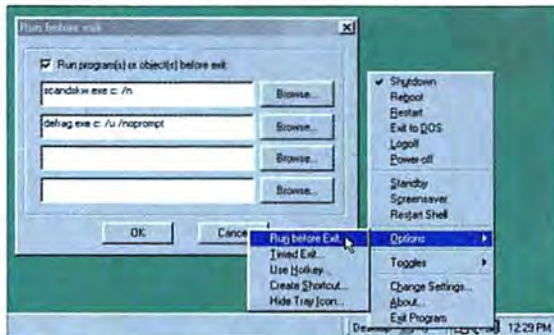 Run before exit
Run program(s) or object(s) before exit:
scandskw.exe c: /n
Browse...
defrag.exe c: /u /noprompt
Browse...
Browse...
Browse...
OK
Shutdown
Reboot
Restart
Exit to DOS
Logoff
Power-off
Standby
Screensaver
Restart Shell
Options
Toggles
Change Settings...
About...
Exit Program
Run before Exit...
Timed Exit...
Use Hotkey...
Create Shortcut...
Hide Tray Icon...
12:29 PM